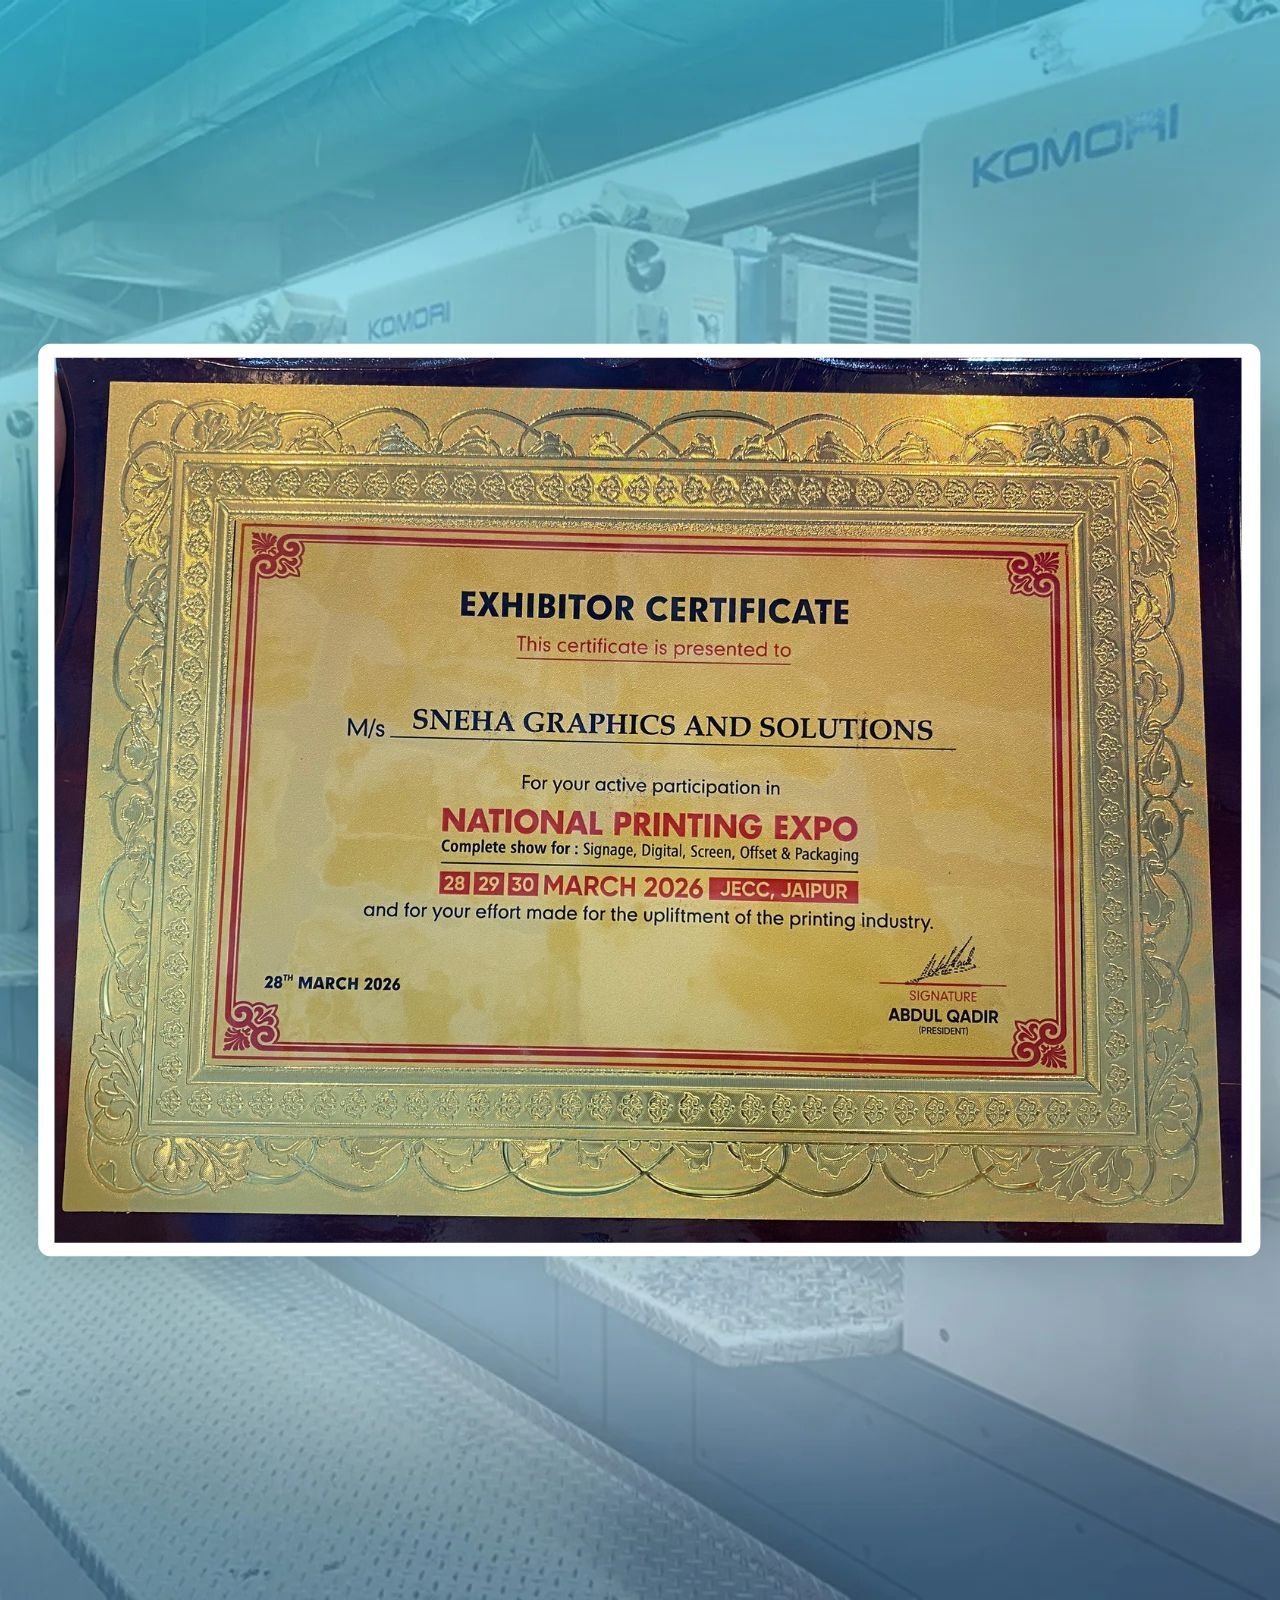 KOMORI
KOMORI
EXHIBITOR CERTIFICATE
This certificate is presented to
M/s SNEHA GRAPHICS AND SOLUTIONS
For your active participation in
NATIONAL PRINTING EXPO
Complete show for : Signage, Digital, Screen, Offset & Packaging
28 29 30 MARCH 2026 JECC, JAIPUR
and for your effort made for the upliftment of the printing industry.
28TH MARCH 2026
SIGNATURE
ABDUL QADIR
(PRESIDENT)